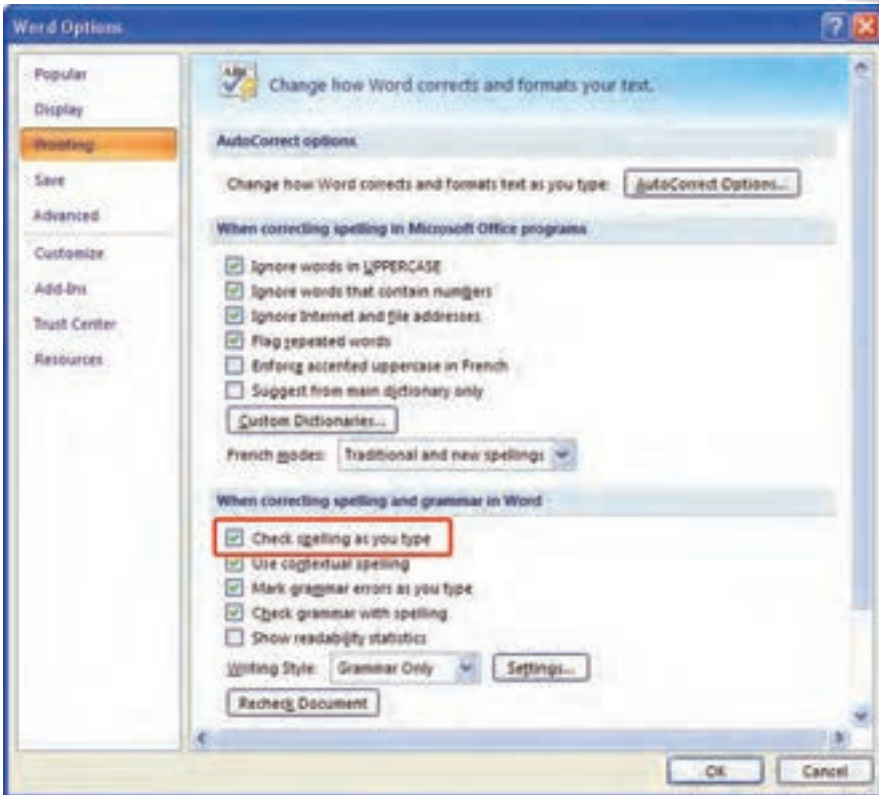 Word Options
Popular
Display
Proofing
Save
Advanced
Customize
Add-Ins
Trust Center
Resources
ABC
Change how Word corrects and formats your text.
AutoCorrect options
Change how Word corrects and formats text as you type: AutoCorrect Options...
When correcting spelling in Microsoft Office programs
Ignore words in UPPERCASE
Ignore words that contain numbers
Ignore Internet and file addresses
Flag repeated words
Enforce accented uppercase in French
Suggest from main dictionary only
Custom Dictionaries...
French modes: Traditional and new spellings
When correcting spelling and grammar in Word
Check spelling as you type
Use contextual spelling
Mark grammar errors as you type
Check grammar with spelling
Show readability statistics
Writing Style: Grammar Only Settings...
Recheck Document
OK Cancel